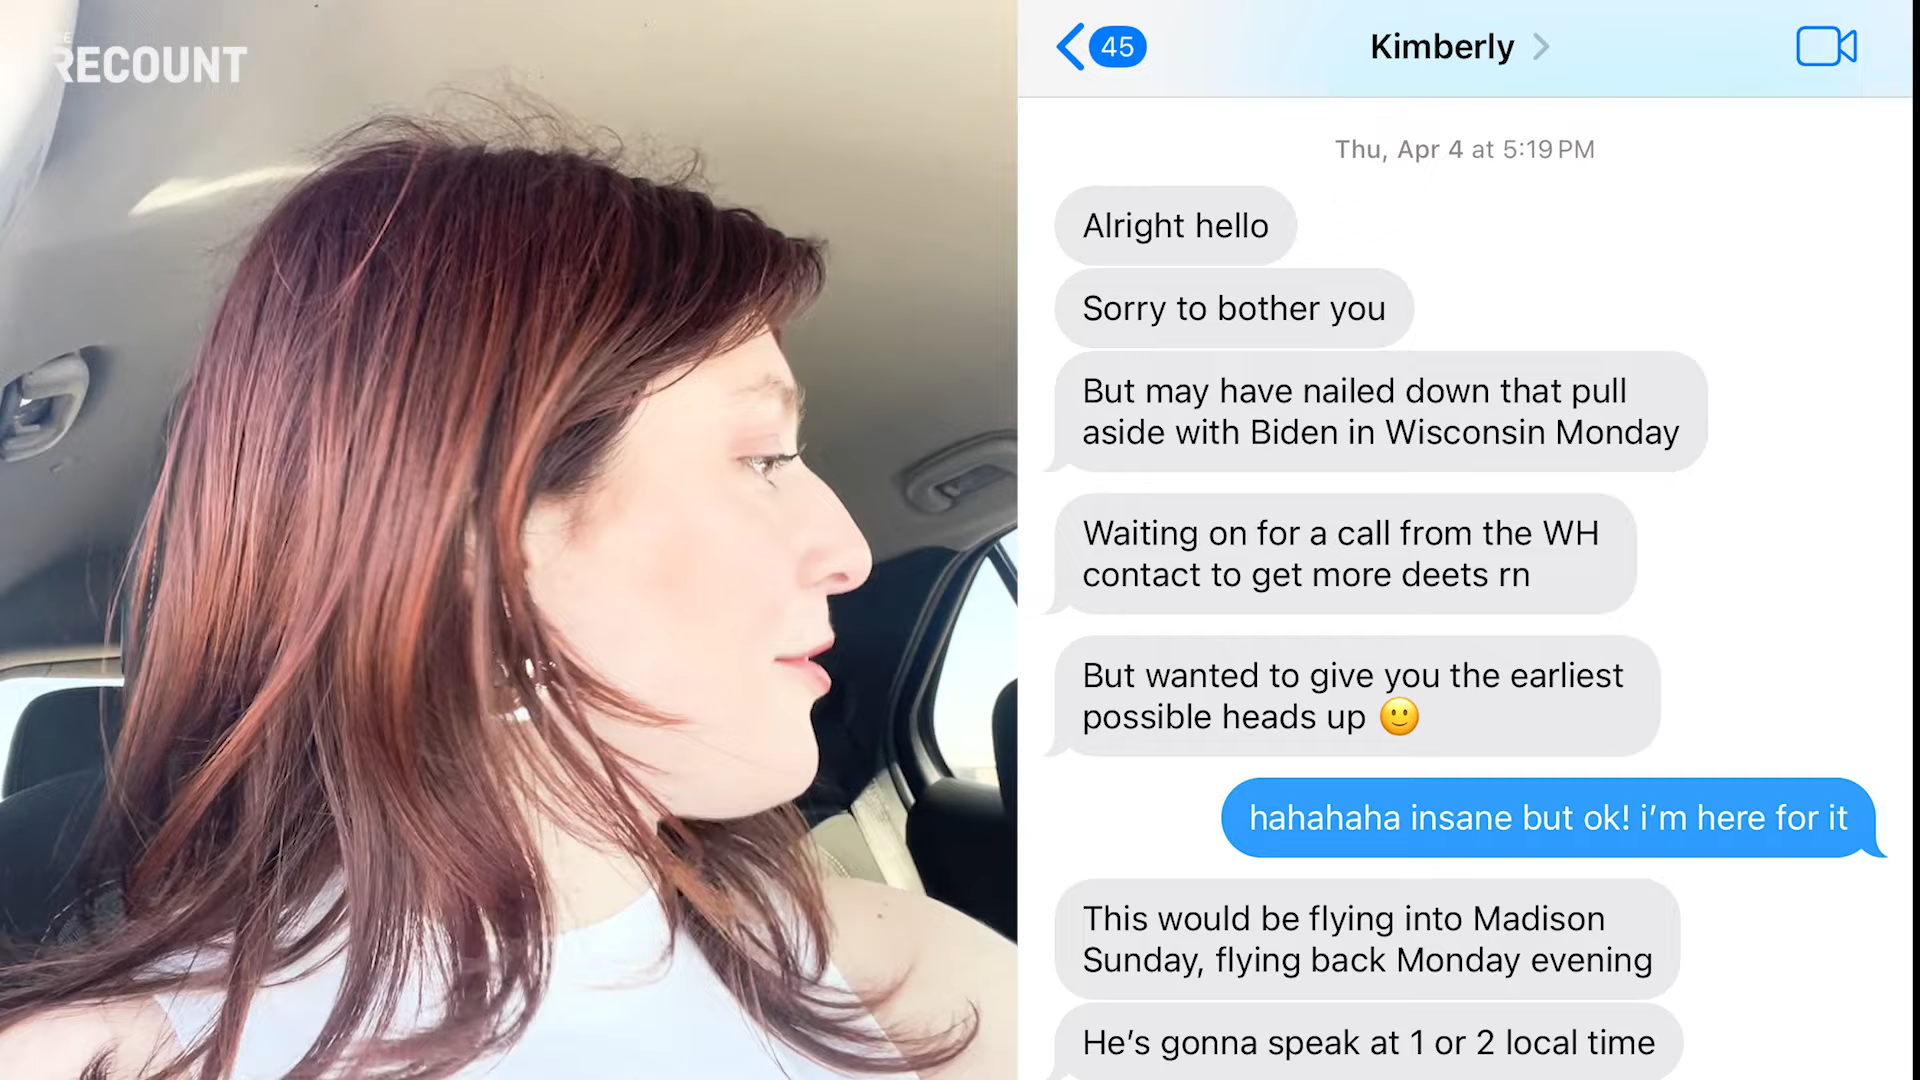 THE
RECOUNT
45
Kimberly
Thu, Apr 4 at 5:19 PM
Alright hello
Sorry to bother you
But may have nailed down that pull
aside with Biden in Wisconsin Monday
Waiting on for a call from the WH
contact to get more deets rn
But wanted to give you the earliest
possible heads up 🙂
hahahaha insane but ok! i’m here for it
This would be flying into Madison
Sunday, flying back Monday evening
He’s gonna speak at 1 or 2 local time